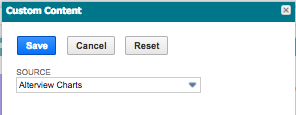 Custom Content
Save Cancel Reset
SOURCE
Alterview Charts